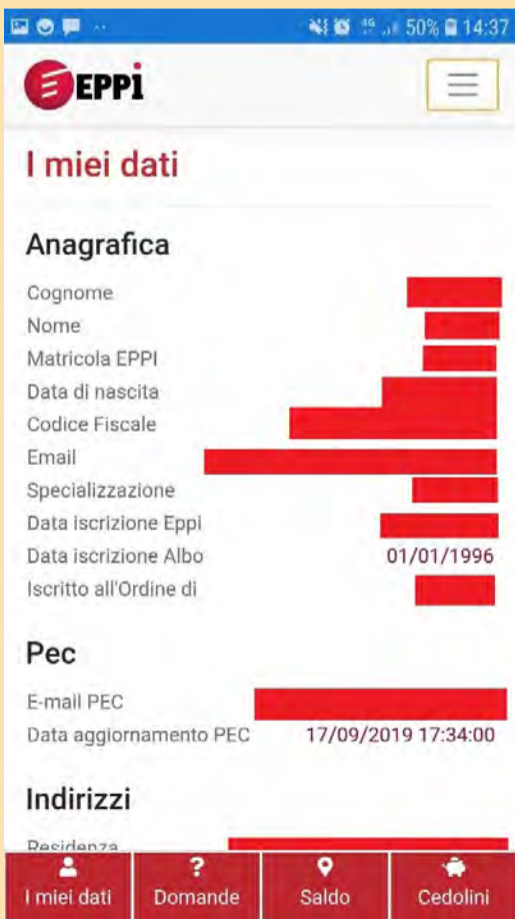 4G 50% 14:37
EPPI
I miei dati
Anagrafica
Cognome
Nome
Matricola EPPI
Data di nascita
Codice Fiscale
Email
Specializzazione
Data iscrizione Eppi
Data iscrizione Albo 01/01/1996
Iscritto all'Ordine di
Pec
E-mail PEC
Data aggiornamento PEC 17/09/2019 17:34:00
Indirizzi
Residenza
I miei dati Domande Saldo Cedolini